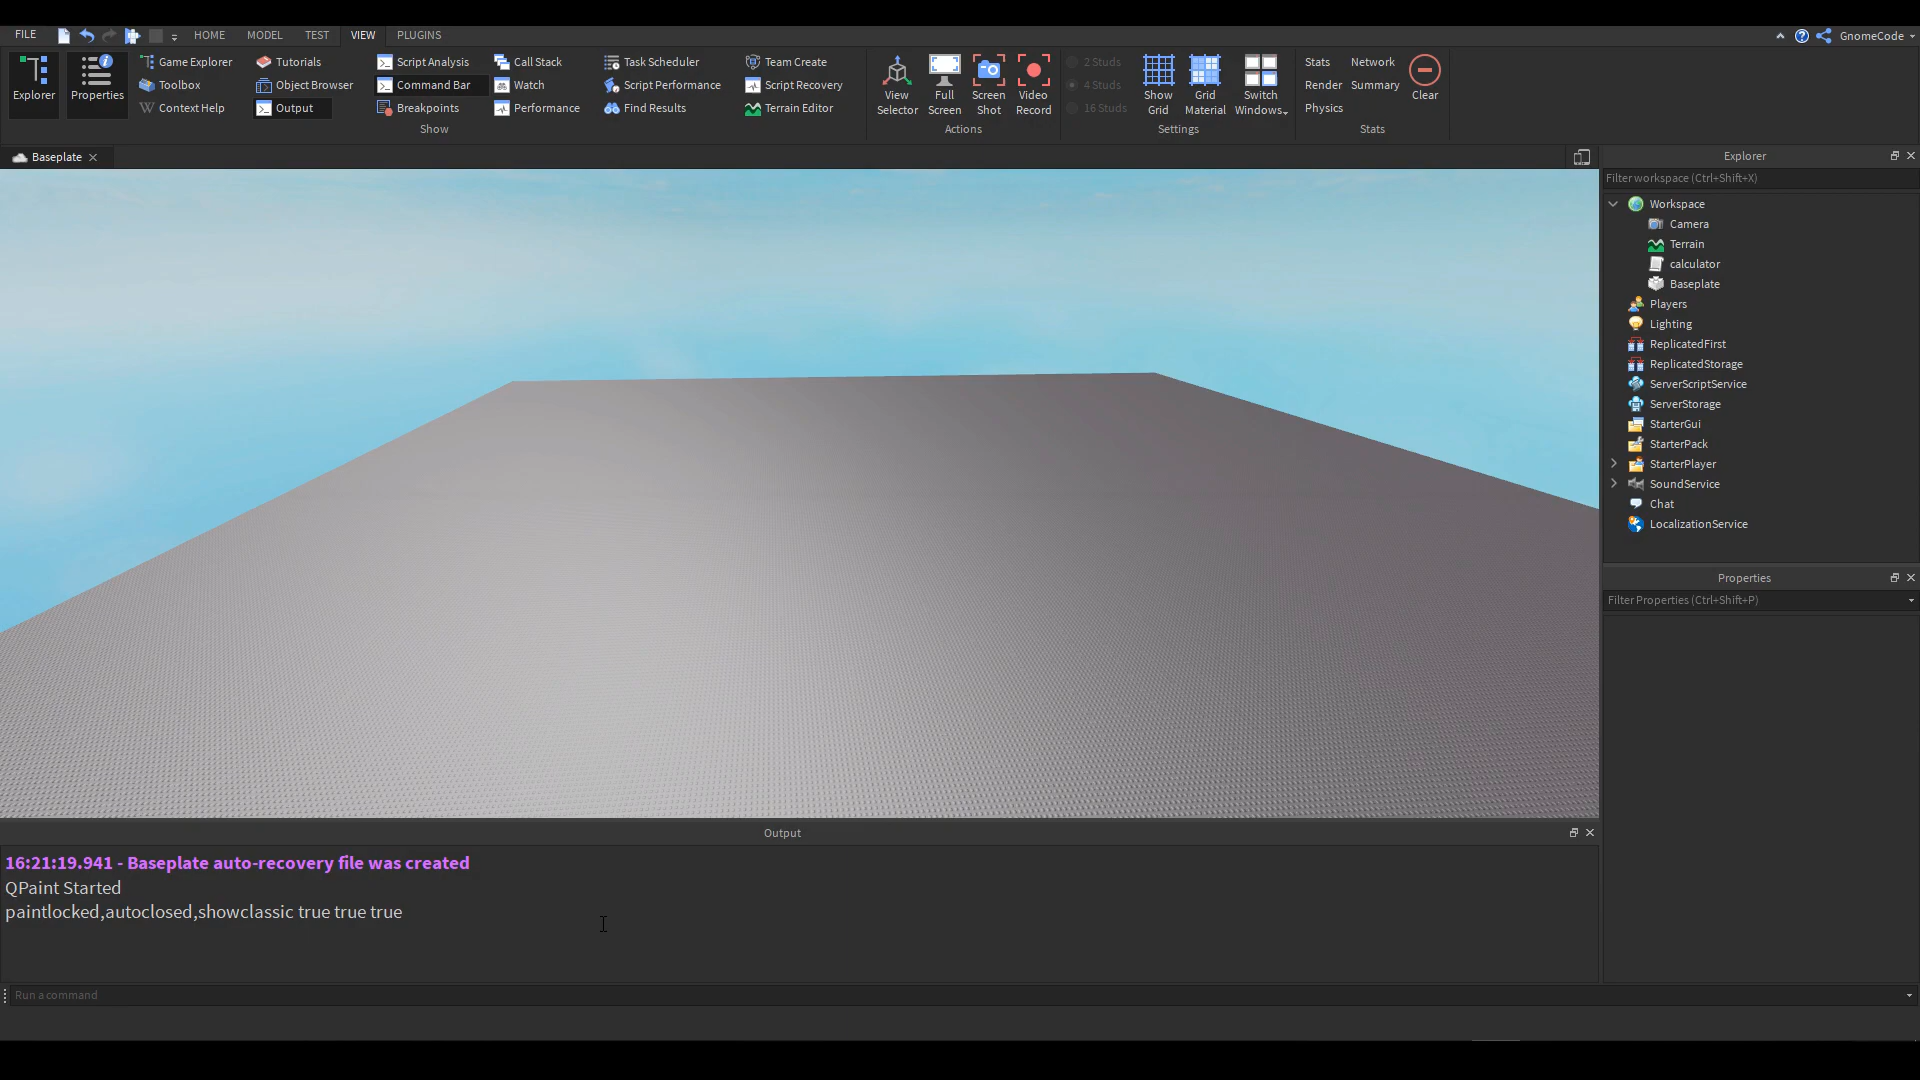 FILE HOME MODEL TEST VIEW PLUGINS GnomeCode
Explorer
Properties
Game Explorer
Toolbox
Context Help
Tutorials
Object Browser
Output
Script Analysis
Command Bar
Breakpoints
Call Stack
Watch
Performance
Task Scheduler
Script Performance
Find Results
Team Create
Script Recovery
Terrain Editor
Show
View
Selector
Full
Screen
Screen
Shot
Video
Record
Actions
2 Studs
4 Studs
16 Studs
Show
Grid
Grid
Material
Switch
Windows
Settings
Stats Network
Render Summary
Physics
Clear
Stats
Baseplate
Explorer
Filter workspace (Ctrl+Shift+X)
Workspace
Camera
Terrain
calculator
Baseplate
Players
Lighting
ReplicatedFirst
ReplicatedStorage
ServerScriptService
ServerStorage
StarterGui
StarterPack
StarterPlayer
SoundService
Chat
LocalizationService
Properties
Filter Properties (Ctrl+Shift+P)
Output
16:21:19.941 - Baseplate auto-recovery file was created
QPaint Started
paintlocked,autoclosed,showclassic true true true
Run a command